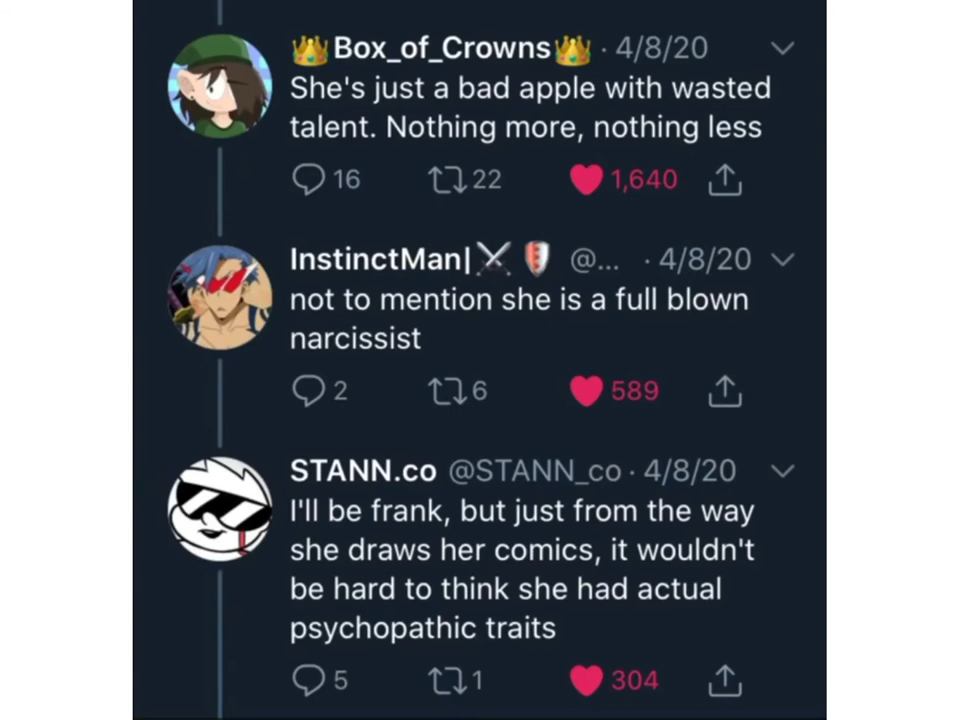 👑Box_of_Crowns👑 · 4/8/20
She's just a bad apple with wasted
talent. Nothing more, nothing less
16 22 1,640
InstinctMan|⚔️🛡️ @... · 4/8/20
not to mention she is a full blown
narcissist
2 6 589
STANN.co @STANN_co · 4/8/20
I'll be frank, but just from the way
she draws her comics, it wouldn't
be hard to think she had actual
psychopathic traits
5 1 304